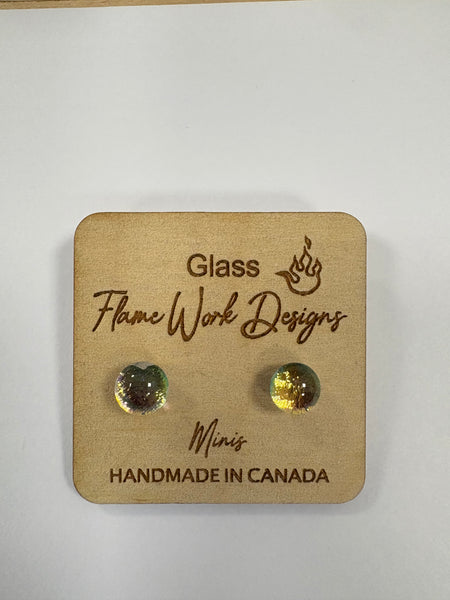 Glass
Flame Work Designs
Minis
HANDMADE IN CANADA